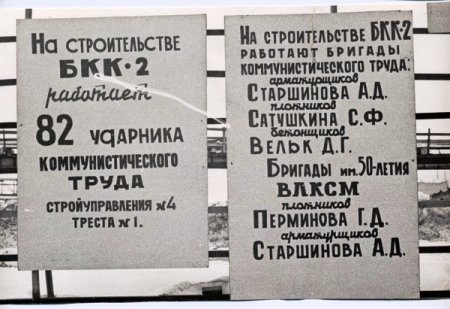 На строительстве
БКК-2
работает
82 ударника
коммунистического
труда
стройуправления №4
треста №1.
На строительстве БКК-2
работают бригады
коммунистического труда:
арматурщиков
Старшинова А.Д.
плотников
Сатушкина С.Ф.
бетонщиков
Вельк Д.Г.
Бригады им. 50-летия
ВЛКСМ
плотников
Перминова Г.Д.
арматурщиков
Старшинова А.Д.